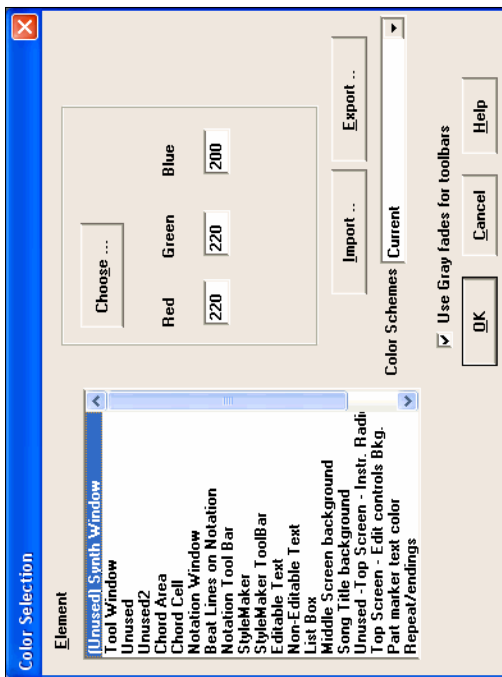 Color Selection
Element
(Unused) Synth Window
Tool Window
Unused
Unused2
Chord Area
Chord Cell
Notation Window
Beat Lines on Notation
Notation Tool Bar
StyleMaker
StyleMaker ToolBar
Editable Text
Non-Editable Text
List Box
Middle Screen background
Song Title background
Unused -Top Screen - Instr. Radi
Top Screen - Edit controls Bkg.
Part marker text color
Repeat/endings
Choose ...
Red Green Blue
220 220 200
Import .. Export ..
Color Schemes Current
Use Gray fades for toolbars
OK Cancel Help